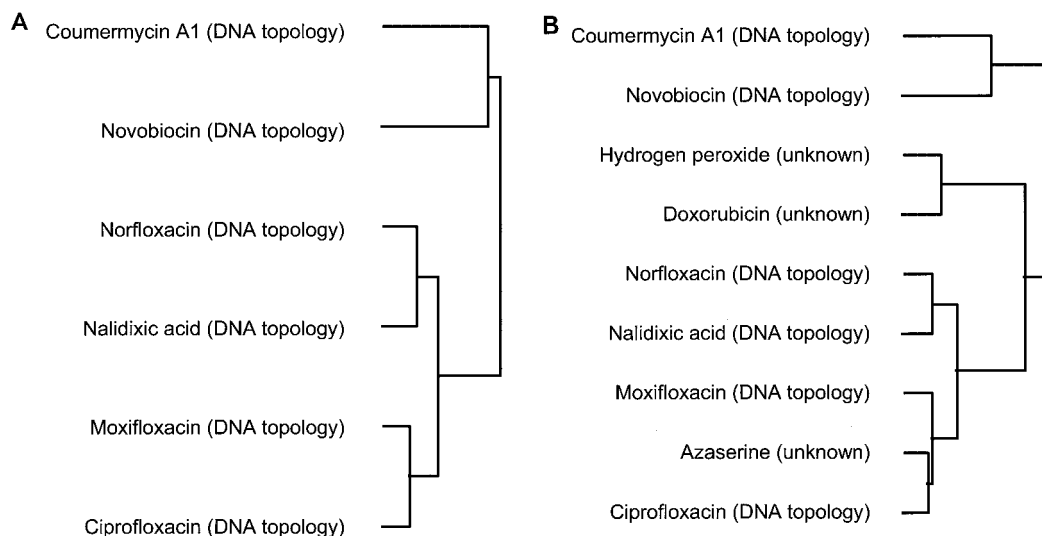 A
Coumermycin A1 (DNA topology)
Novobiocin (DNA topology)
Norfloxacin (DNA topology)
Nalidixic acid (DNA topology)
Moxifloxacin (DNA topology)
Ciprofloxacin (DNA topology)
B
Coumermycin A1 (DNA topology)
Novobiocin (DNA topology)
Hydrogen peroxide (unknown)
Doxorubicin (unknown)
Norfloxacin (DNA topology)
Nalidixic acid (DNA topology)
Moxifloxacin (DNA topology)
Azaserine (unknown)
Ciprofloxacin (DNA topology)